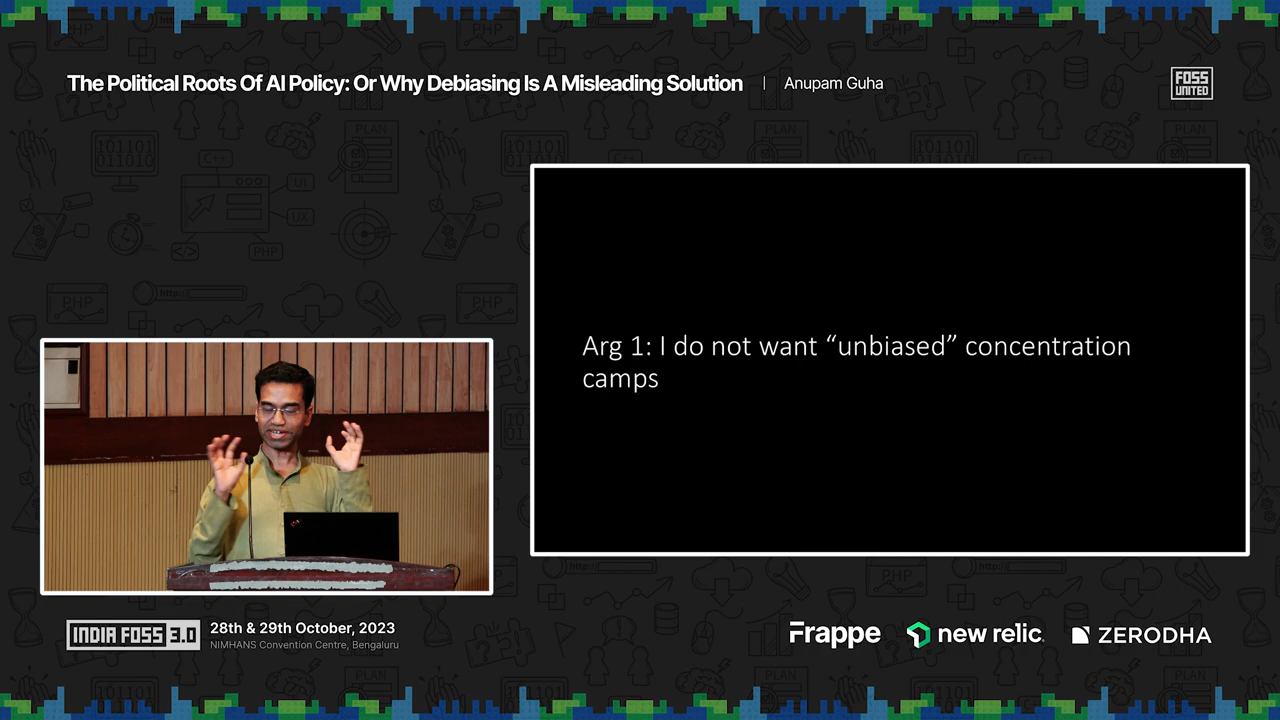 The Political Roots Of AI Policy: Or Why Debiasing Is A Misleading Solution | Anupam Guha
FOSS
UNITED
Arg 1: I do not want “unbiased” concentration
camps
INDIA FOSS 3.0
28th & 29th October, 2023
NIMHANS Convention Centre, Bengaluru
Frappe
new relic
ZERODHA